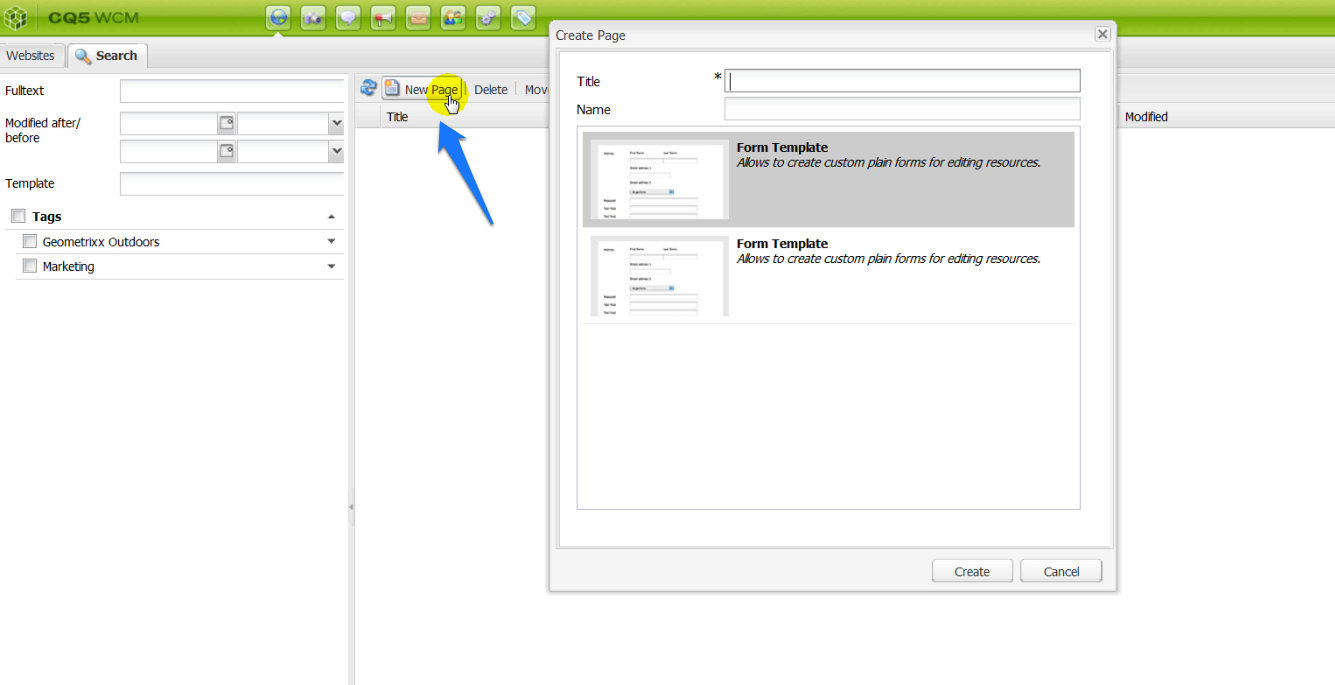 CQ5 WCM
Websites
Search
Fulltext
Modified after/
before
Template
Tags
Geometrixx Outdoors
Marketing
New Page
Delete
Mov
Title
Modified
Create Page
Title *
Name
Form Template
Allows to create custom plain forms for editing resources.
Form Template
Allows to create custom plain forms for editing resources.
Create
Cancel